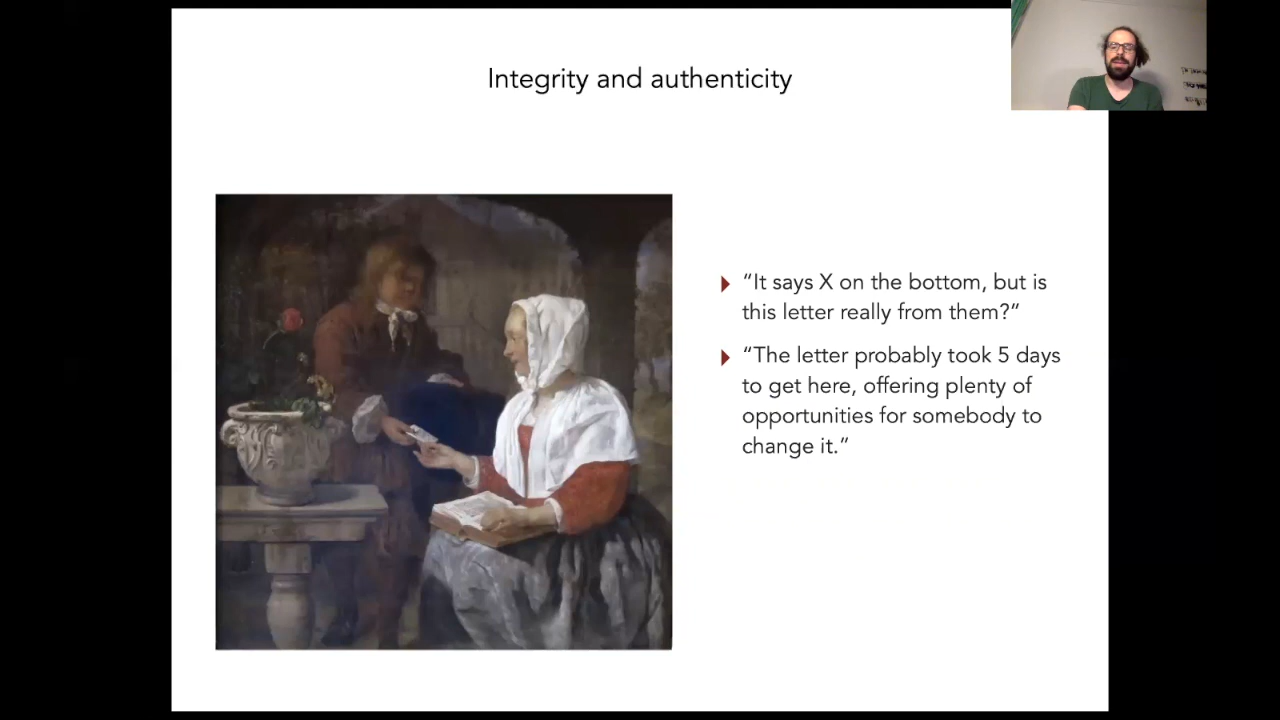 Integrity and authenticity
“It says X on the bottom, but is
this letter really from them?”
“The letter probably took 5 days
to get here, offering plenty of
opportunities for somebody to
change it.“